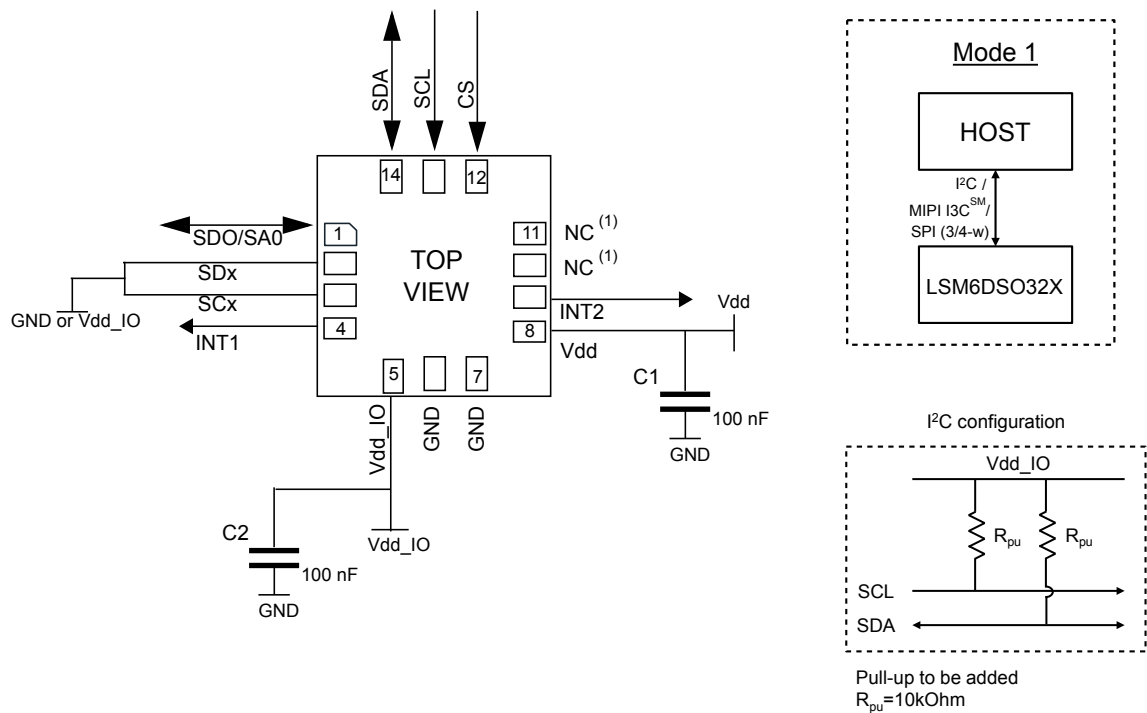 SDA
SCL
CS
14
12
SDO/SA0
1
11
NC (1)
NC (1)
TOP
VIEW
SDx
SCx
GND or Vdd_IO
INT1
4
INT2
8
Vdd
Vdd
5
7
Vdd_IO
GND
GND
C1
100 nF
GND
C2
100 nF
GND
Vdd_IO
Mode 1
HOST
I²C /
MIPI I3C SM/
SPI (3/4-w)
LSM6DSO32X
I²C configuration
Vdd_IO
Rpu
Rpu
SCL
SDA
Pull-up to be added
Rpu=10kOhm